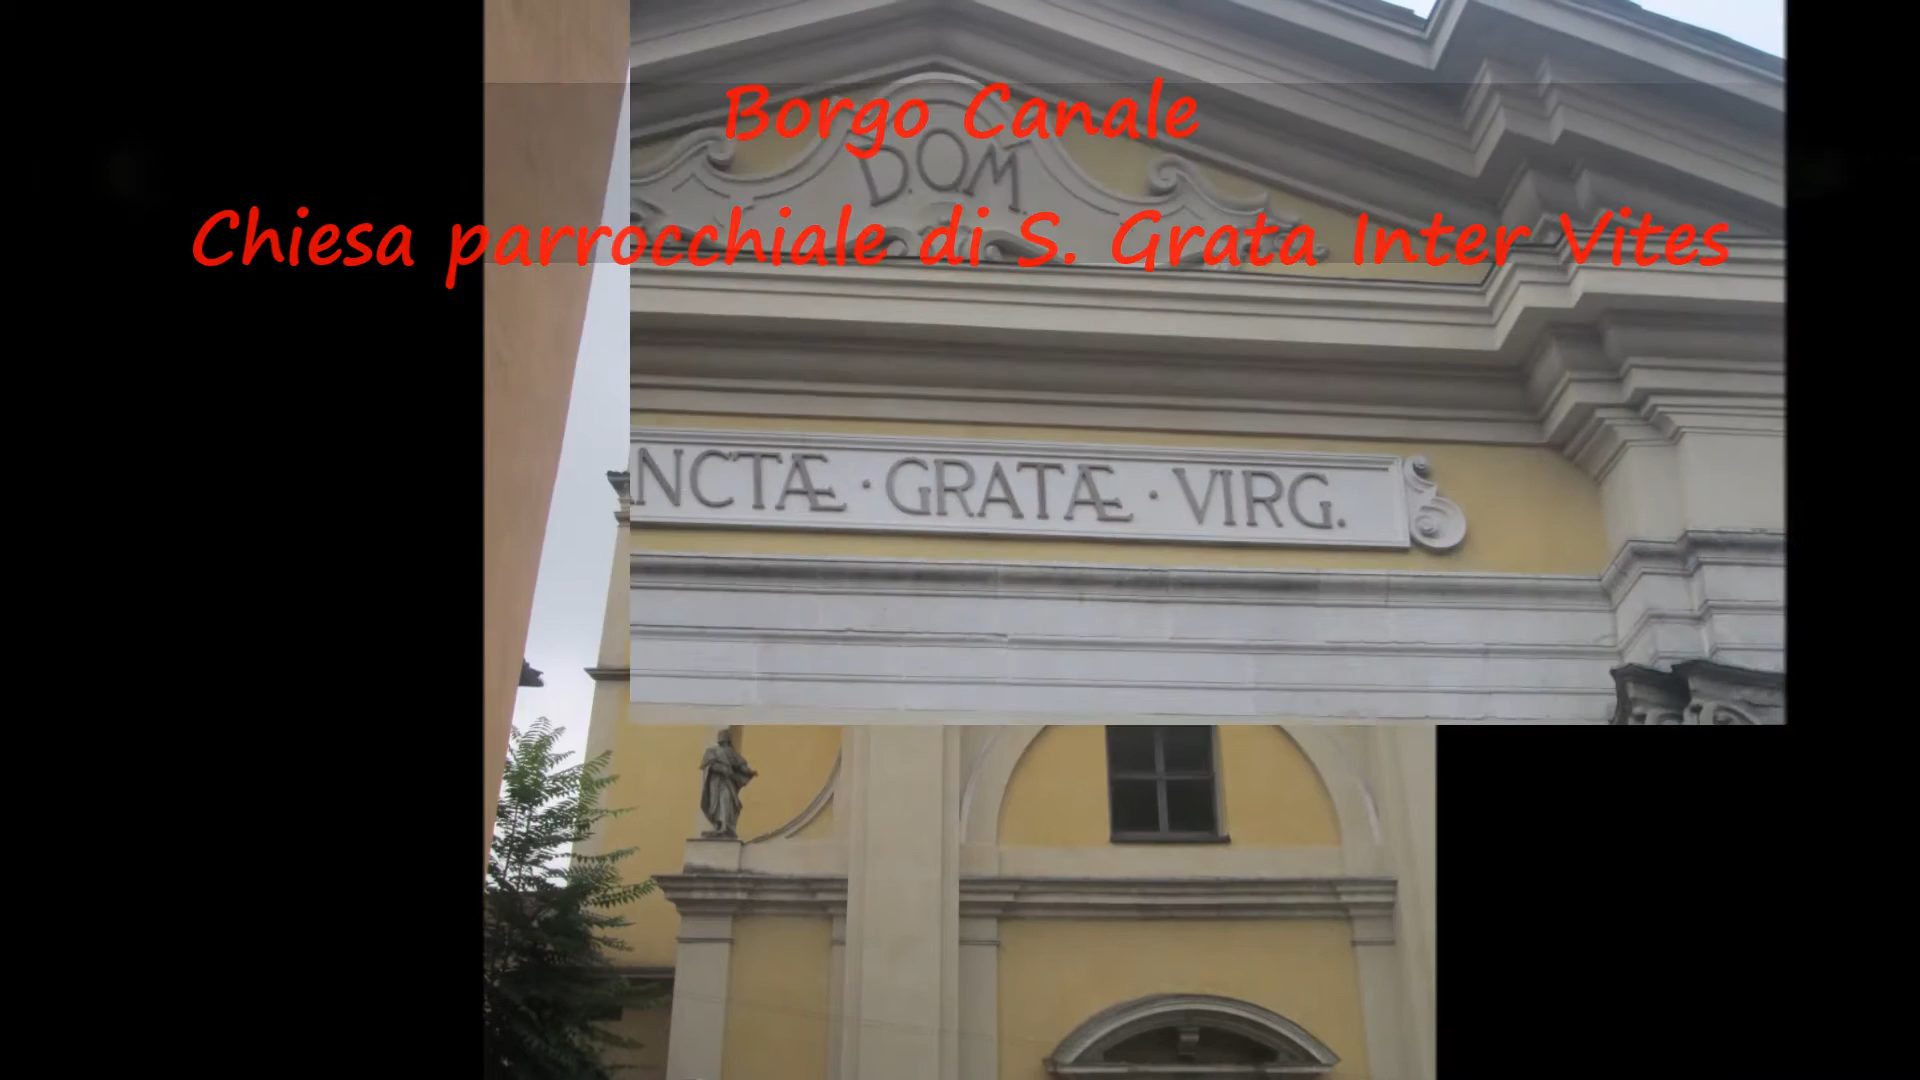 Borgo Canale
D.O.M.
Chiesa parrocchiale di S. Grata Inter Vites
NCTÆ · GRATÆ · VIRG.